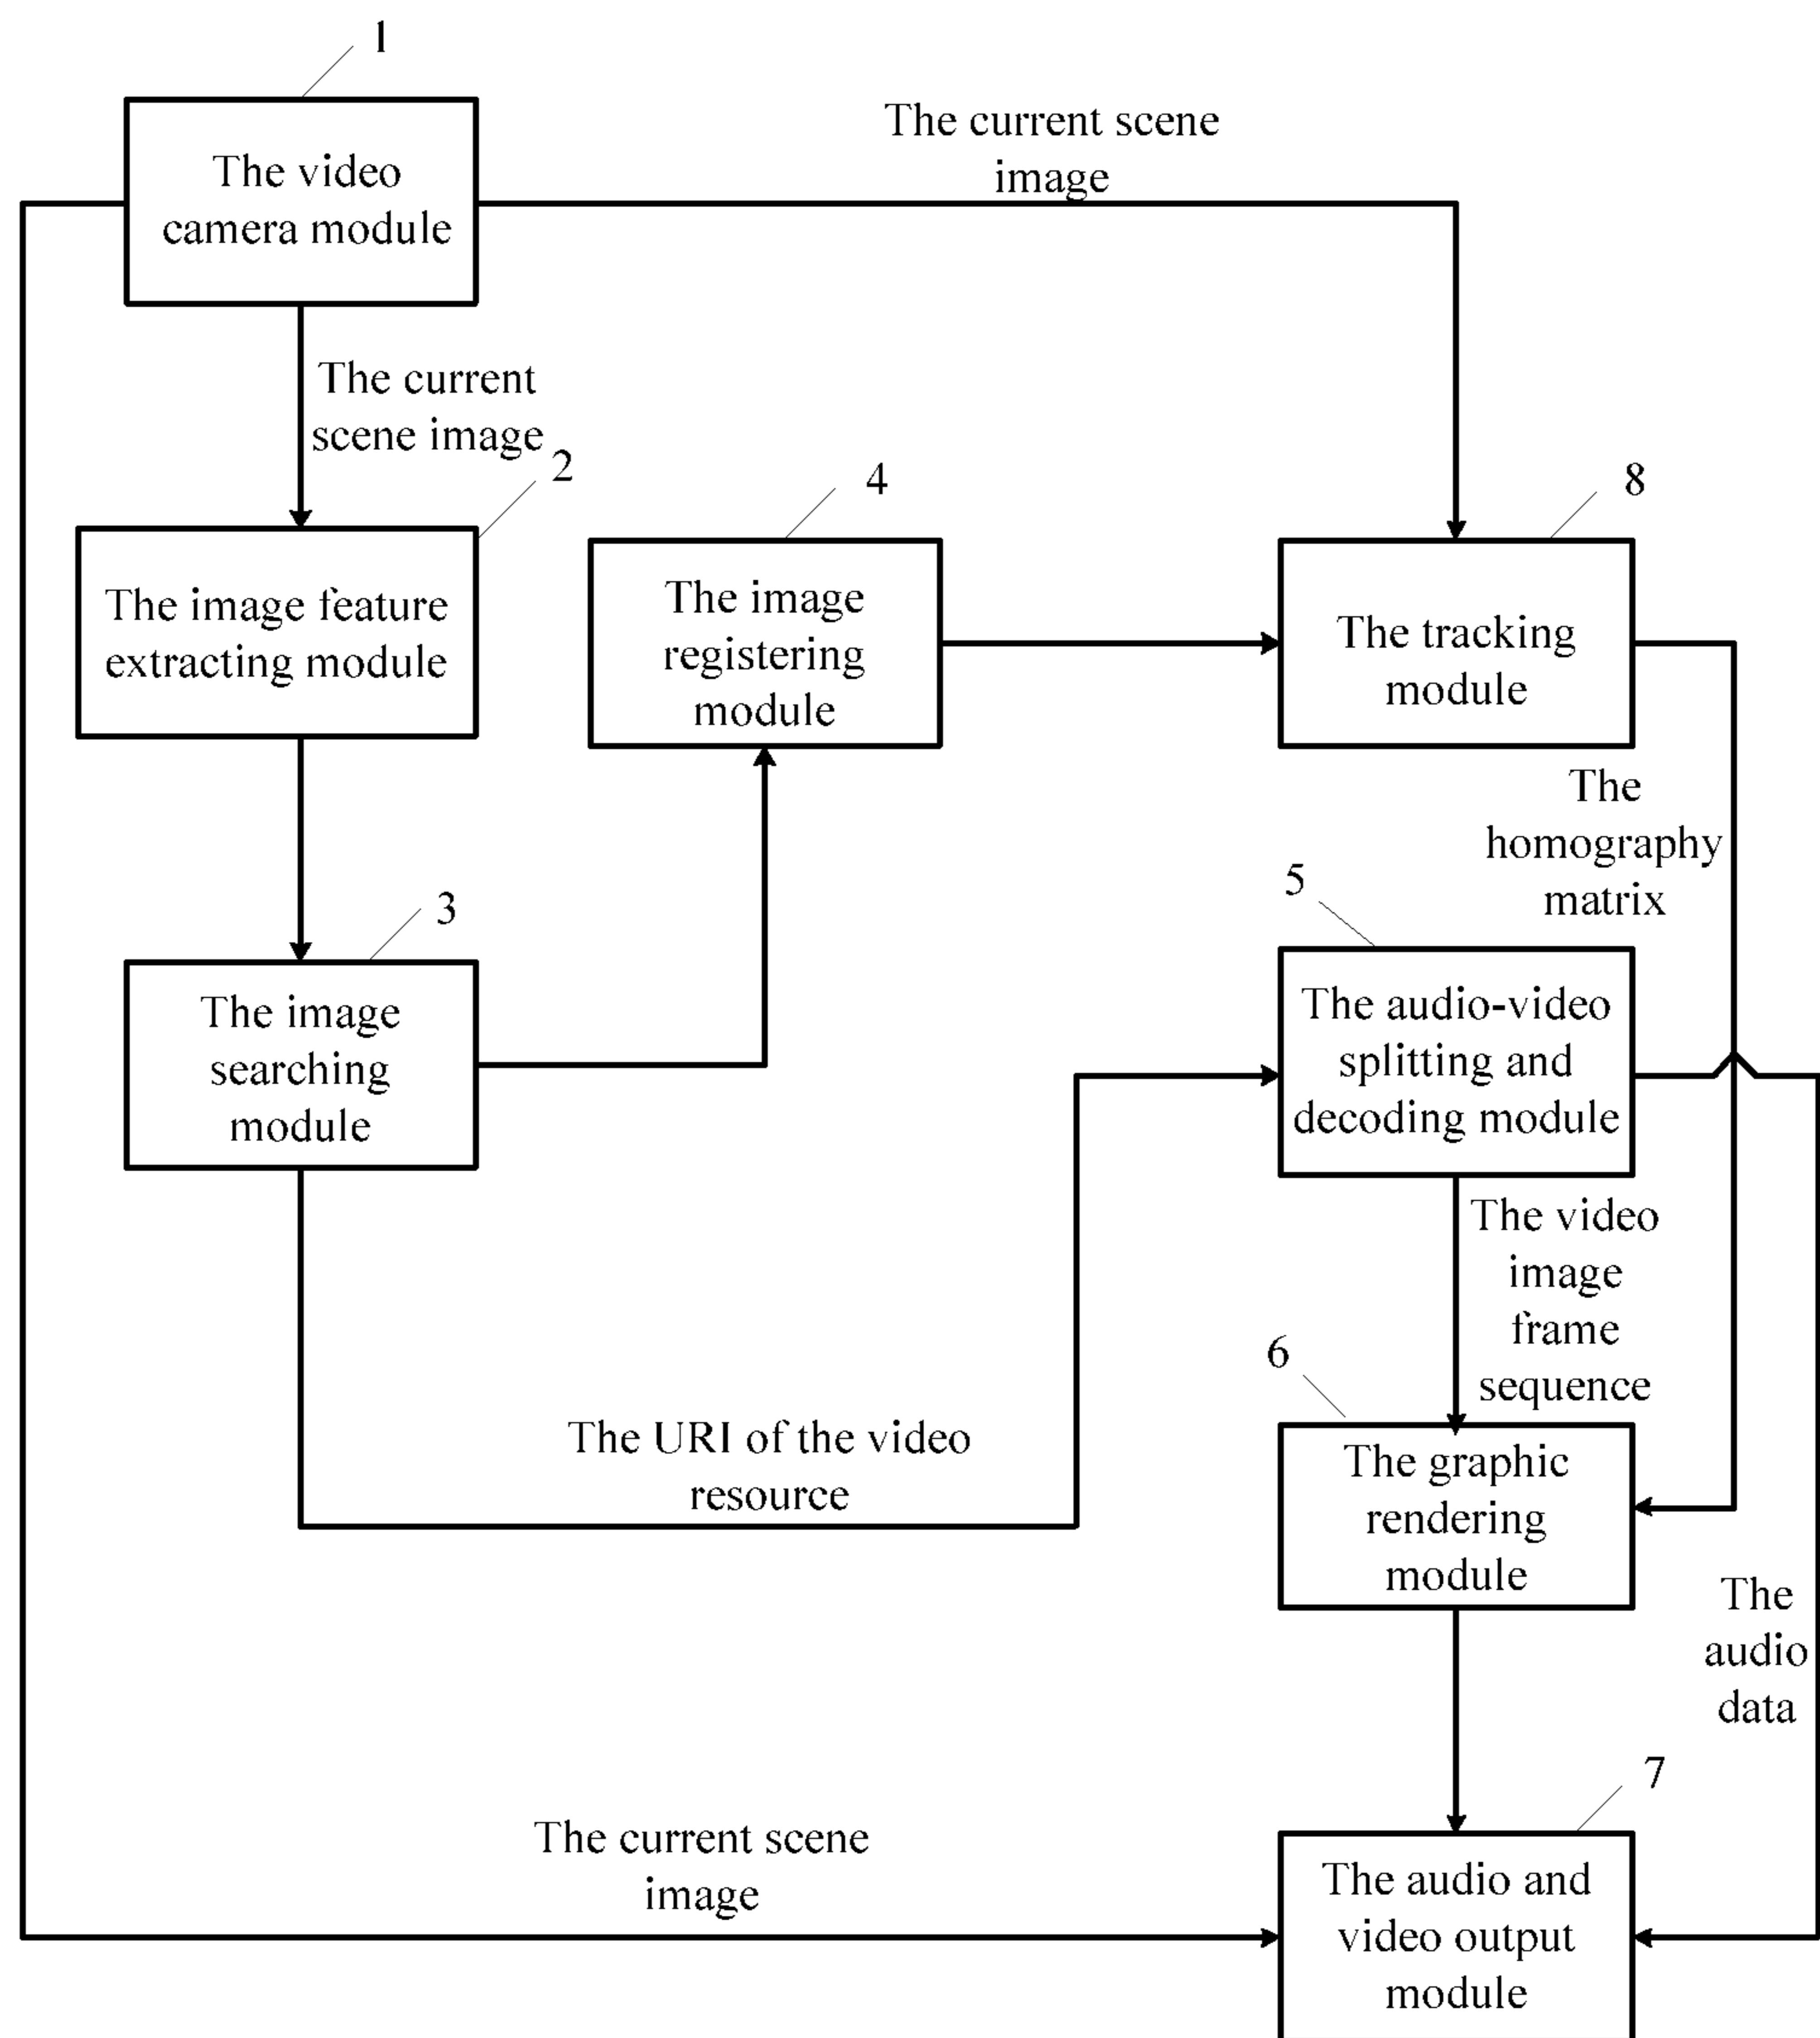 1
The video
camera module
The current scene
image
The current
scene image
2
4
8
The image feature
extracting module
The image
registering
module
The tracking
module
The
homography
matrix
3
5
The image
searching
module
The audio-video
splitting and
decoding module
The video
image
frame
sequence
6
The URI of the video
resource
The graphic
rendering
module
The
audio
data
7
The current scene
image
The audio and
video output
module